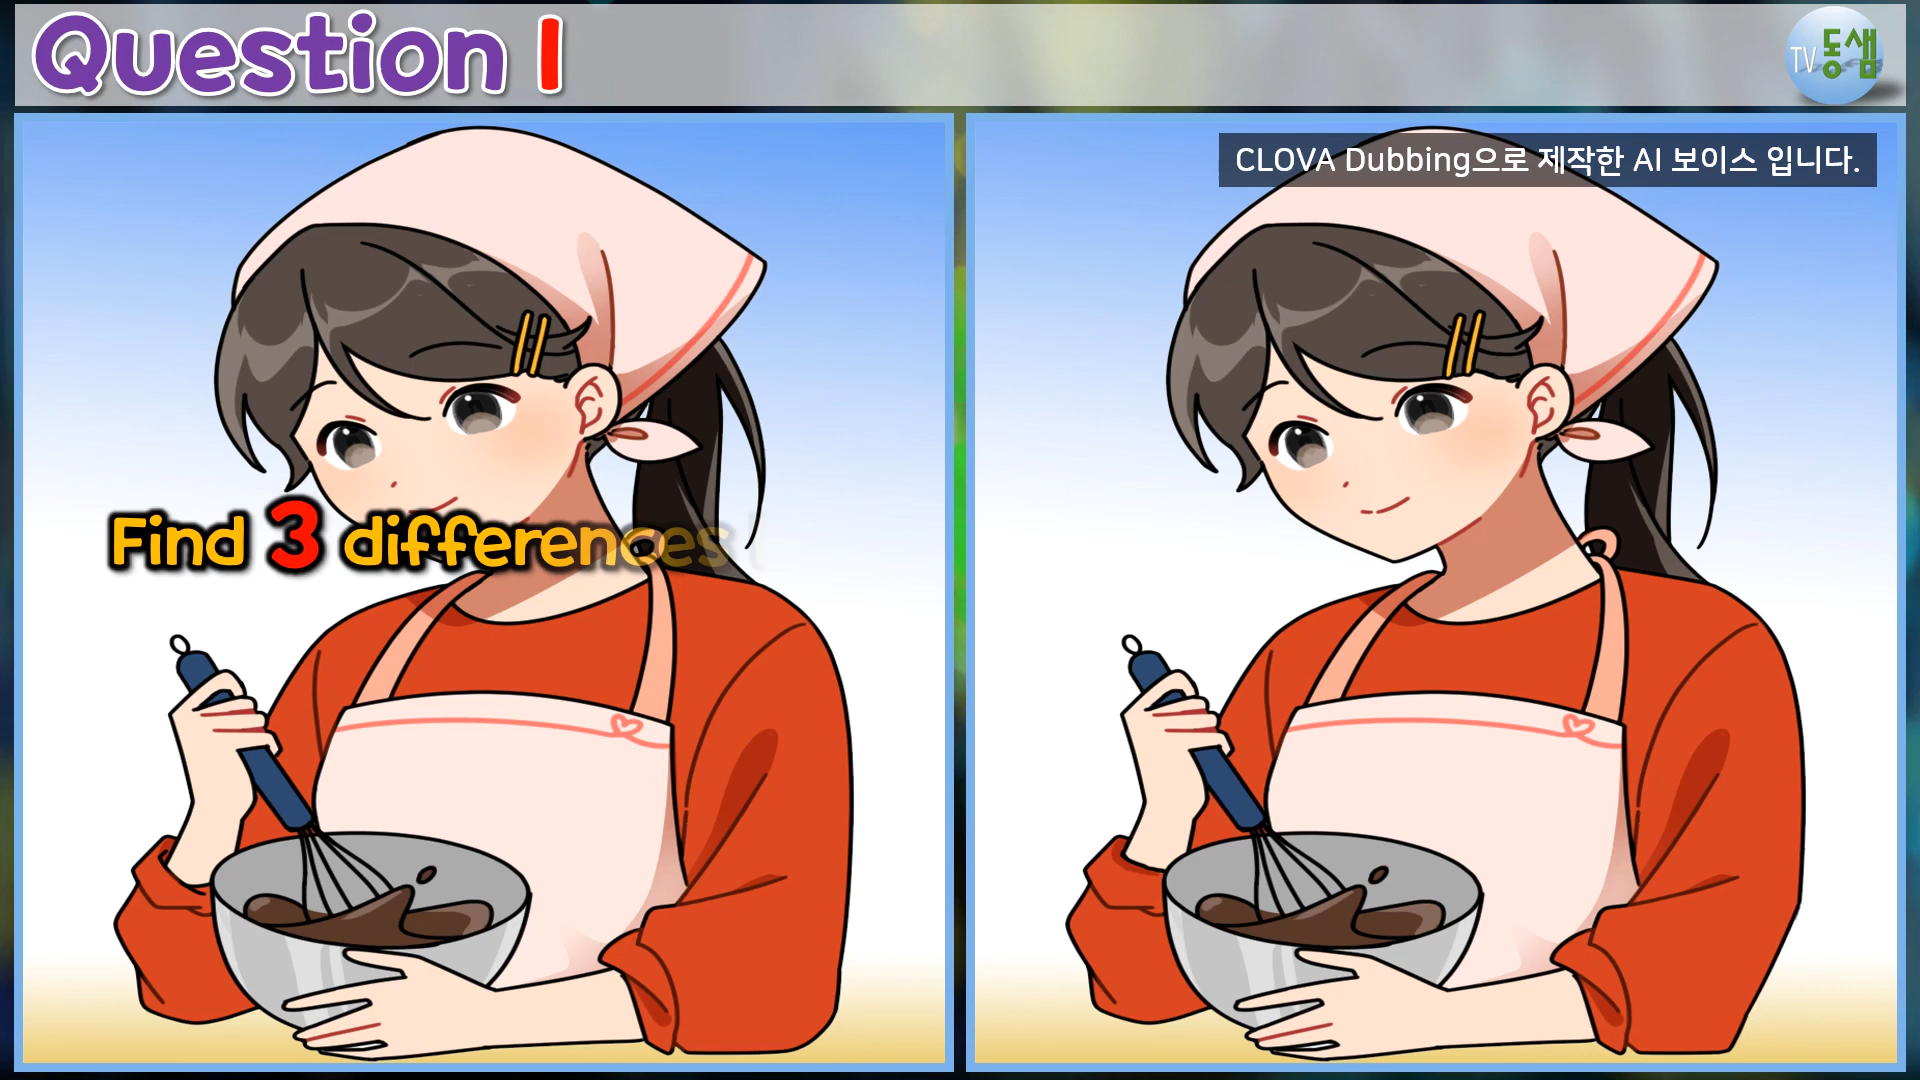 Question 1
TV동샘
CLOVA Dubbing으로 제작한 AI 보이스 입니다.
Find 3 differences